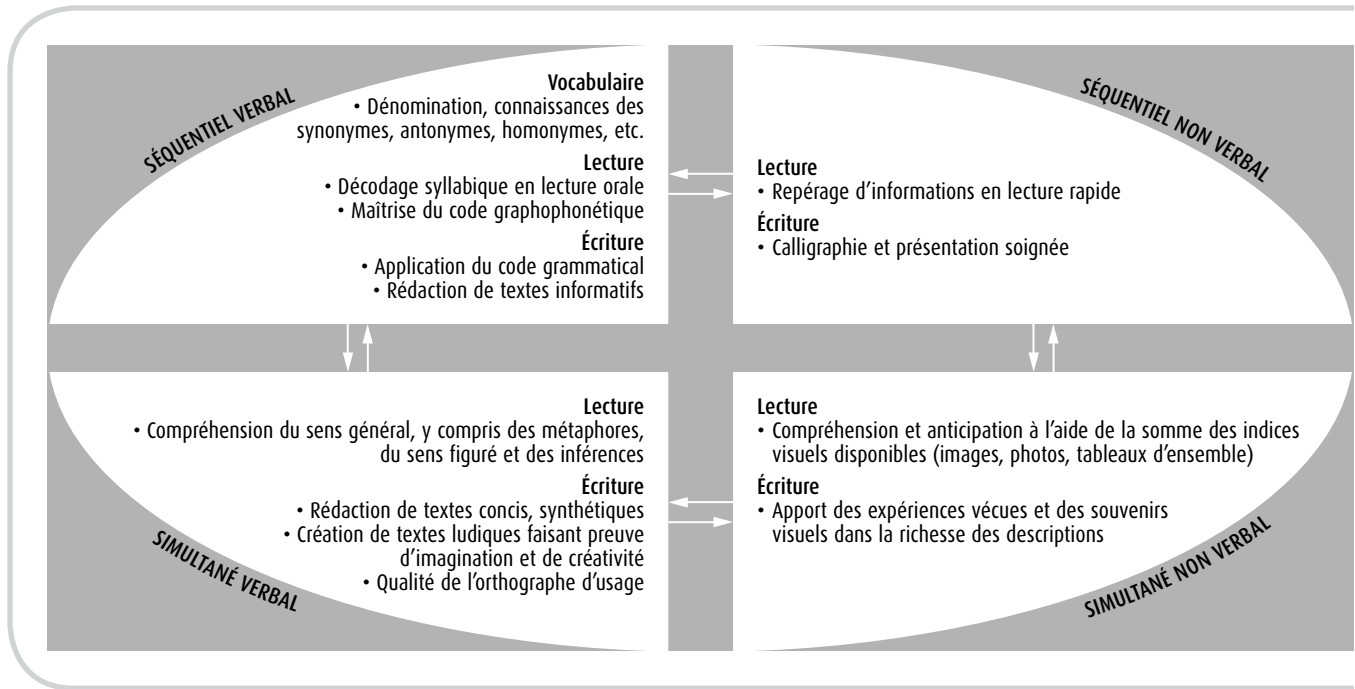 SÉQUENTIEL VERBAL
Vocabulaire
• Dénomination, connaissances des
synonymes, antonymes, homonymes, etc.
Lecture
• Décodage syllabique en lecture orale
• Maîtrise du code graphophonétique
Écriture
• Application du code grammatical
• Rédaction de textes informatifs
SÉQUENTIEL NON VERBAL
Lecture
• Repérage d’informations en lecture rapide
Écriture
• Calligraphie et présentation soignée
SIMULTANÉ VERBAL
Lecture
• Compréhension du sens général, y compris des métaphores,
du sens figuré et des inférences
Écriture
• Rédaction de textes concis, synthétiques
• Création de textes ludiques faisant preuve
d’imagination et de créativité
• Qualité de l’orthographe d’usage
SIMULTANÉ NON VERBAL
Lecture
• Compréhension et anticipation à l’aide de la somme des indices
visuels disponibles (images, photos, tableaux d’ensemble)
Écriture
• Apport des expériences vécues et des souvenirs
visuels dans la richesse des descriptions